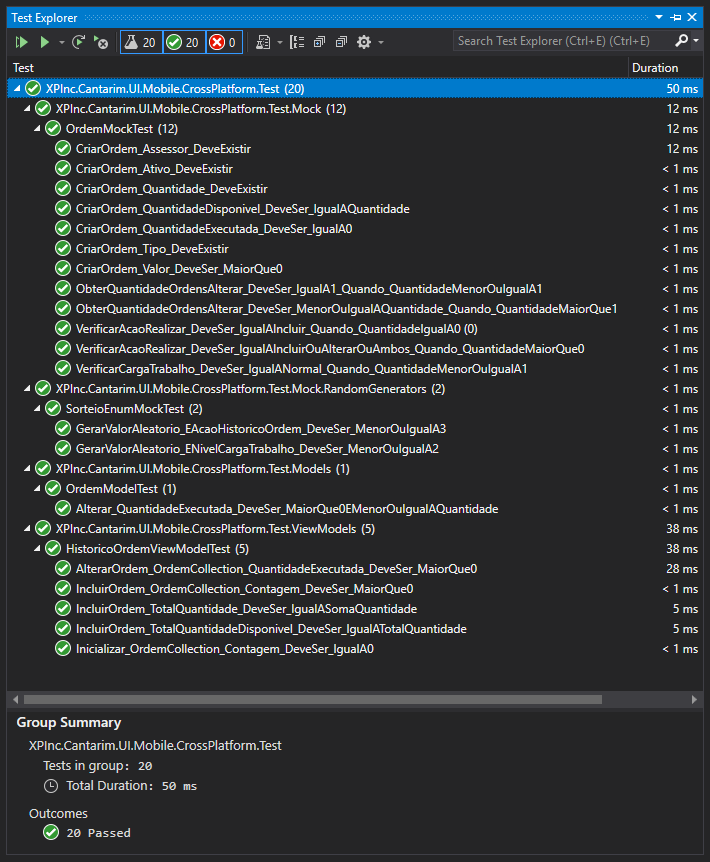 Test Explorer
20 20 0 Search Test Explorer (Ctrl+E) (Ctrl+E)
Test Duration
XPInc.Cantarim.UI.Mobile.CrossPlatform.Test (20) 50 ms
XPInc.Cantarim.UI.Mobile.CrossPlatform.Test.Mock (12) 12 ms
OrdemMockTest (12) 12 ms
CriarOrdem_Assessor_DeveExistir 12 ms
CriarOrdem_Ativo_DeveExistir < 1 ms
CriarOrdem_Quantidade_DeveExistir < 1 ms
CriarOrdem_QuantidadeDisponivel_DeveSer_IgualAQuantidade < 1 ms
CriarOrdem_QuantidadeExecutada_DeveSer_IgualA0 < 1 ms
CriarOrdem_Tipo_DeveExistir < 1 ms
CriarOrdem_Valor_DeveSer_MaiorQue0 < 1 ms
ObterQuantidadeOrdensAlterar_DeveSer_IgualA1_Quando_QuantidadeMenorOuIgualA1 < 1 ms
ObterQuantidadeOrdensAlterar_DeveSer_MenorOuIgualAQuantidade_Quando_QuantidadeMaiorQue1 < 1 ms
VerificarAcaoRealizar_DeveSer_IgualAIncluir_Quando_QuantidadeIgualA0 (0) < 1 ms
VerificarAcaoRealizar_DeveSer_IgualAIncluirOuAlterarOuAmbos_Quando_QuantidadeMaiorQue0 < 1 ms
VerificarCargaTrabalho_DeveSer_IgualANormal_Quando_QuantidadeMenorOuIgualA1 < 1 ms
XPInc.Cantarim.UI.Mobile.CrossPlatform.Test.Mock.RandomGenerators (2) < 1 ms
SorteioEnumMockTest (2) < 1 ms
GerarValorAleatorio_EAcaoHistoricoOrdem_DeveSer_MenorOuIgualA3 < 1 ms
GerarValorAleatorio_ENivelCargaTrabalho_DeveSer_MenorOuIgualA2 < 1 ms
XPInc.Cantarim.UI.Mobile.CrossPlatform.Test.Models (1) < 1 ms
OrdemModelTest (1) < 1 ms
Alterar_QuantidadeExecutada_DeveSer_MaiorQue0EMenorOuIgualAQuantidade < 1 ms
XPInc.Cantarim.UI.Mobile.CrossPlatform.Test.ViewModels (5) 38 ms
HistoricoOrdemViewModelTest (5) 38 ms
AlterarOrdem_OrdemCollection_QuantidadeExecutada_DeveSer_MaiorQue0 28 ms
IncluirOrdem_OrdemCollection_Contagem_DeveSer_MaiorQue0 < 1 ms
IncluirOrdem_TotalQuantidade_DeveSer_IgualASomaQuantidade 5 ms
IncluirOrdem_TotalQuantidadeDisponivel_DeveSer_IgualATotalQuantidade 5 ms
Inicializar_OrdemCollection_Contagem_DeveSer_IgualA0 < 1 ms
Group Summary
XPInc.Cantarim.UI.Mobile.CrossPlatform.Test
Tests in group: 20
Total Duration: 50 ms
Outcomes
20 Passed